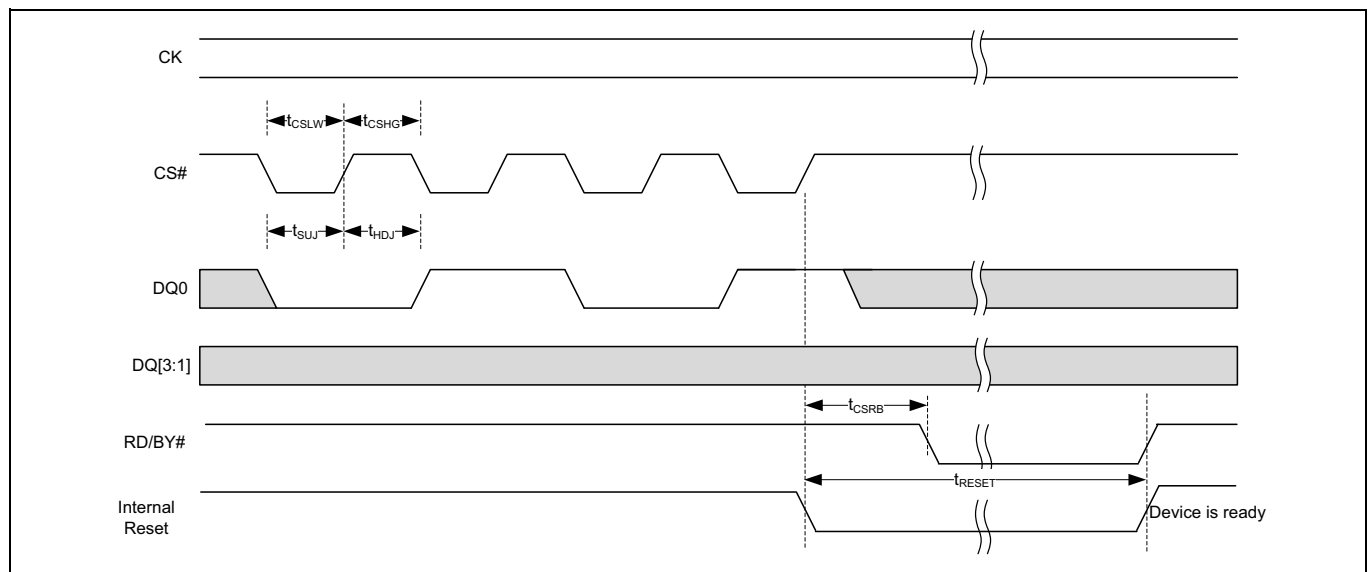 CK
tCSLW
tCSHG
CS#
tSUJ
tHDJ
DQ0
DQ[3:1]
tCSRB
RD/BY#
tRESET
Internal
Reset
Device is ready